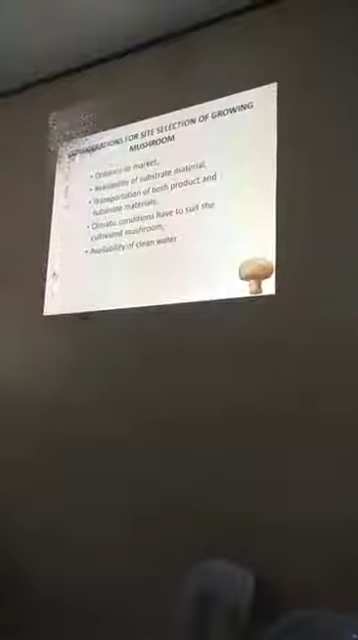 CONSIDERATIONS FOR SITE SELECTION OF GROWING
MUSHROOM
• Distance to market,
• Availability of substrate material,
• Transportation of both product and
substrate materials,
• Climatic conditions have to suit the
cultivated mushroom,
• Availability of clean water